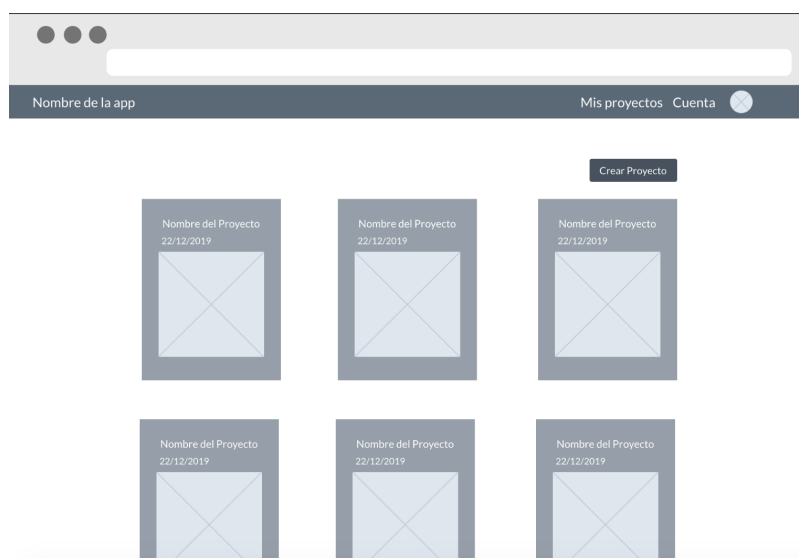 Nombre de la app
Mis proyectos Cuenta
Crear Proyecto
Nombre del Proyecto
22/12/2019
Nombre del Proyecto
22/12/2019
Nombre del Proyecto
22/12/2019
Nombre del Proyecto
22/12/2019
Nombre del Proyecto
22/12/2019
Nombre del Proyecto
22/12/2019